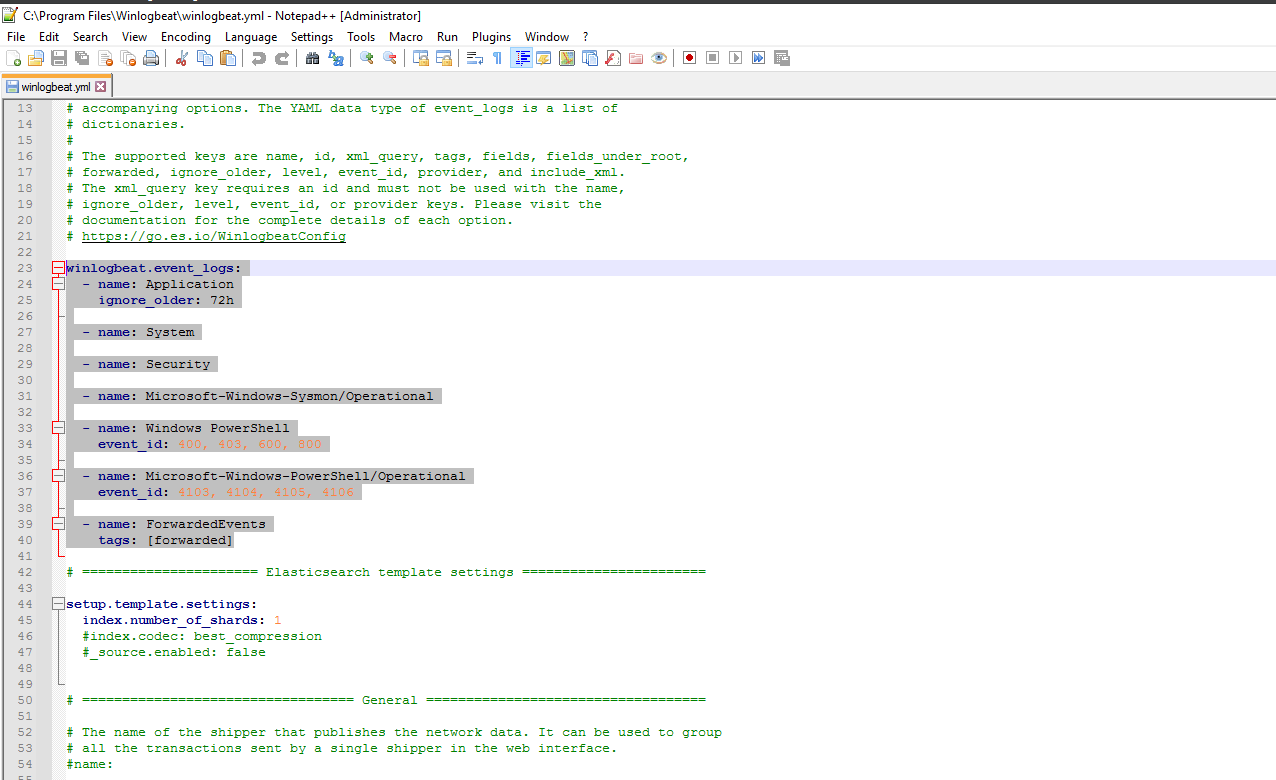 C:\Program Files\Winlogbeat\winlogbeat.yml - Notepad++ [Administrator]
File Edit Search View Encoding Language Settings Tools Macro Run Plugins Window ?
winlogbeat.yml
13 # accompanying options. The YAML data type of event_logs is a list of
14 # dictionaries.
15 #
16 # The supported keys are name, id, xml_query, tags, fields, fields_under_root,
17 # forwarded, ignore_older, level, event_id, provider, and include_xml.
18 # The xml_query key requires an id and must not be used with the name,
19 # ignore_older, level, event_id, or provider keys. Please visit the
20 # documentation for the complete details of each option.
21 # https://go.es.io/WinlogbeatConfig
22
23 winlogbeat.event_logs:
24   - name: Application
25     ignore_older: 72h
26
27   - name: System
28
29   - name: Security
30
31   - name: Microsoft-Windows-Sysmon/Operational
32
33   - name: Windows PowerShell
34     event_id: 400, 403, 600, 800
35
36   - name: Microsoft-Windows-PowerShell/Operational
37     event_id: 4103, 4104, 4105, 4106
38
39   - name: ForwardedEvents
40     tags: [forwarded]
41
42 # ====================== Elasticsearch template settings =======================
43
44 setup.template.settings:
45   index.number_of_shards: 1
46   #index.codec: best_compression
47   #_source.enabled: false
48
49
50 # ================================== General ===================================
51
52 # The name of the shipper that publishes the network data. It can be used to group
53 # all the transactions sent by a single shipper in the web interface.
54 #name: